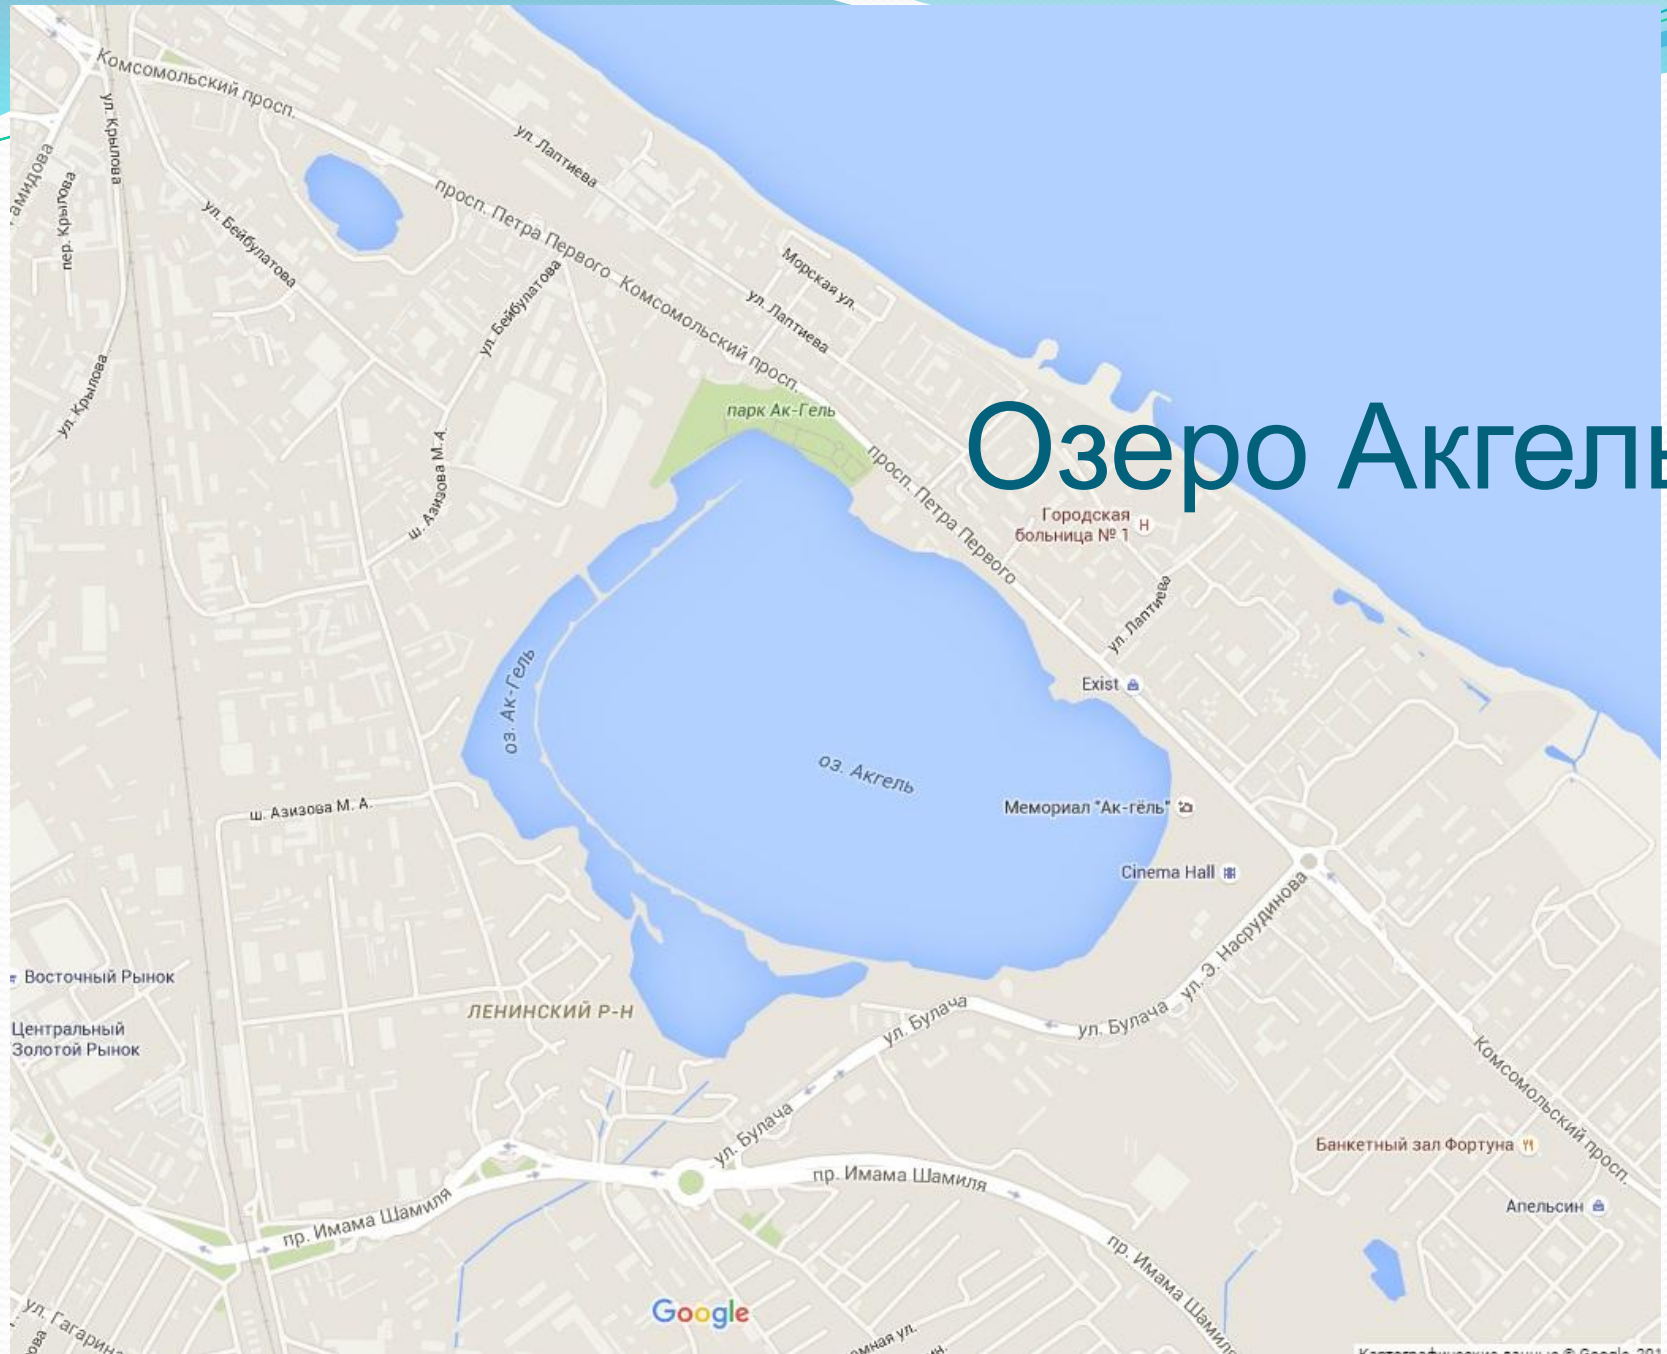 Комсомольский просп.
ул. Крылова
пер. Крылова
ул. Лаптиева
просп. Петра Первого
ул. Бейбулатова
Морская ул.
ул. Бейбулатова
Комсомольский просп.
ул. Лаптиева
ул. Крылова
парк Ак-Гель
Озеро Акгель
просп. Петра Первого
ш. Азизова М. А.
Городская
больница № 1
H
ул. Лаптиева
оз. Ак-Гель
Exist
оз. Акгель
ш. Азизова М. А.
Мемориал "Ак-гёль"
Cinema Hall
ул. Э. Насрудинова
Восточный Рынок
ЛЕНИНСКИЙ Р-Н
ул. Булача
ул. Булача
Центральный
Золотой Рынок
Комсомольский просп.
ул. Булача
Банкетный зал Фортуна
пр. Имама Шамиля
пр. Имама Шамиля
Апельсин
пр. Имама Шамиля
ул. Гагарина
Google